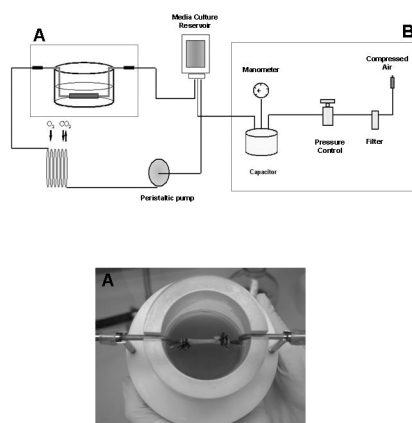 Media Culture
Reservoir
A
B
Compressed
Air
Manometer
O2 CO2
Pressure
Control
Filter
Capacitor
Peristaltic pump
A